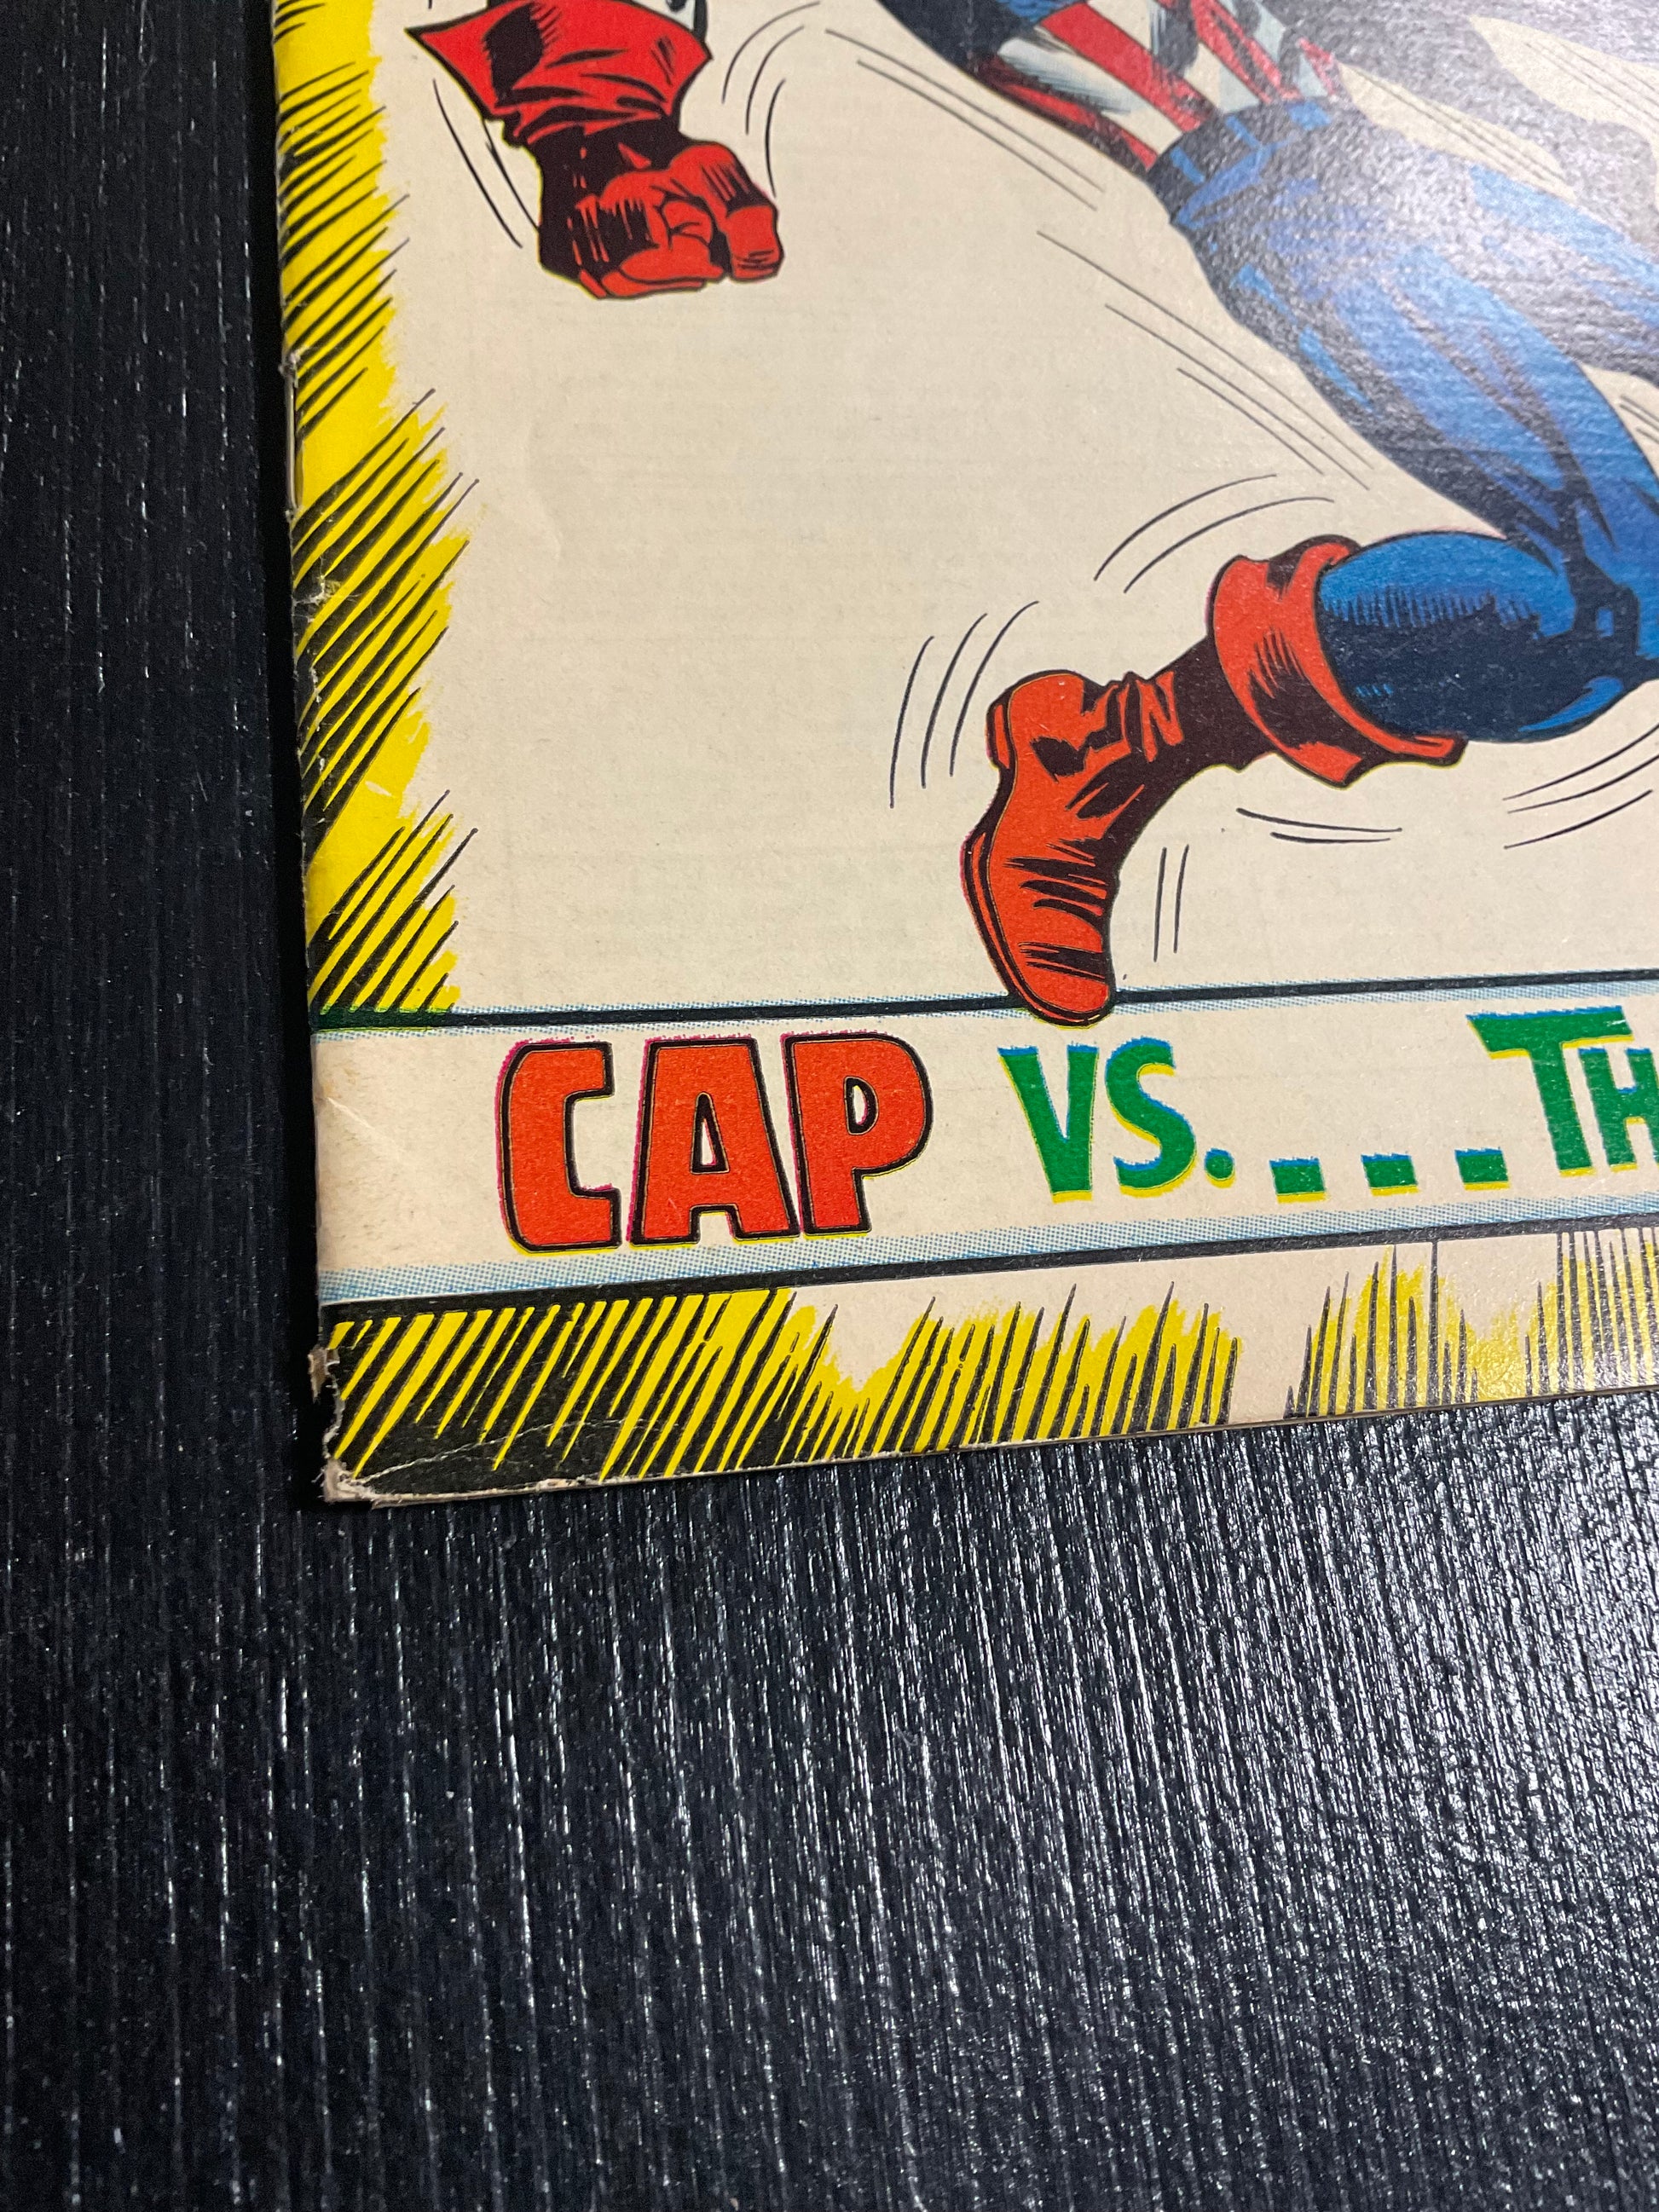 CAP VS. ... TH